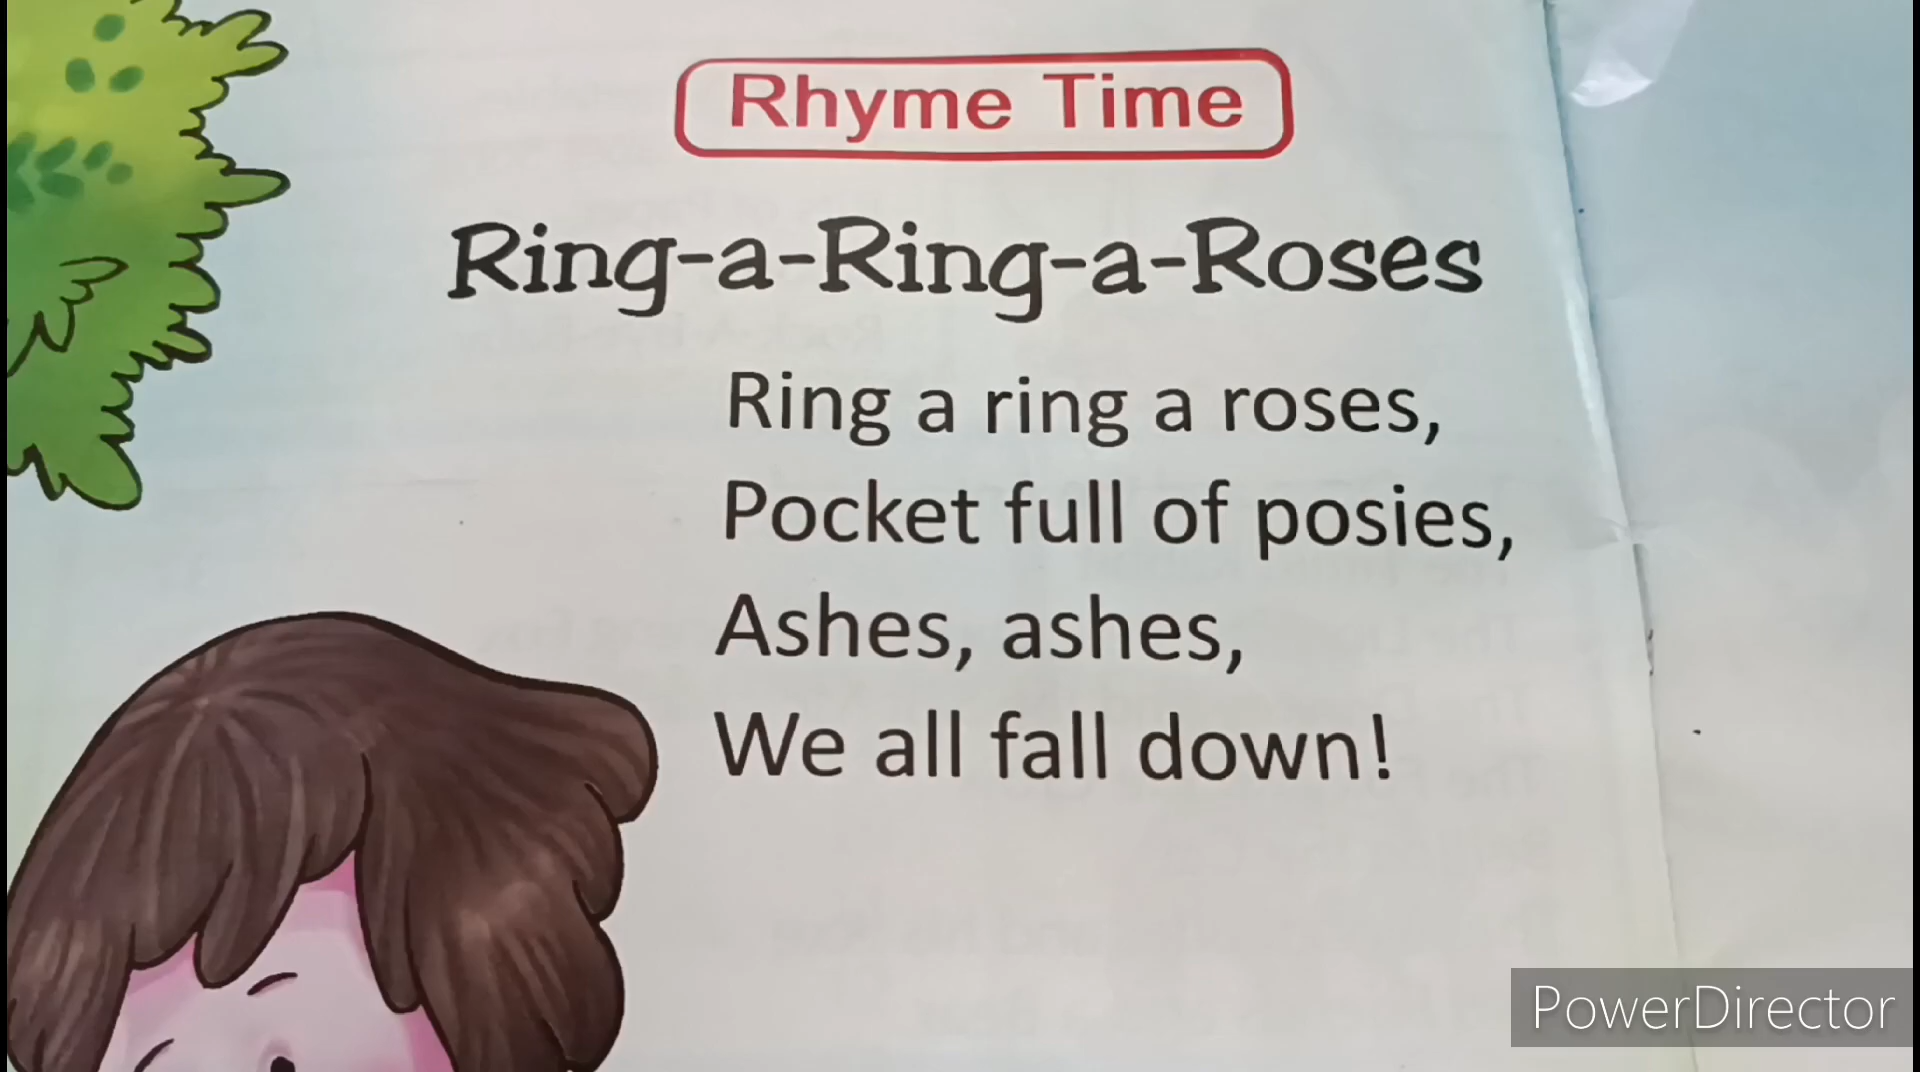 Rhyme Time
Ring-a-Ring-a-Roses
Ring a ring a roses,
Pocket full of posies,
Ashes, ashes,
We all fall down!
PowerDirector